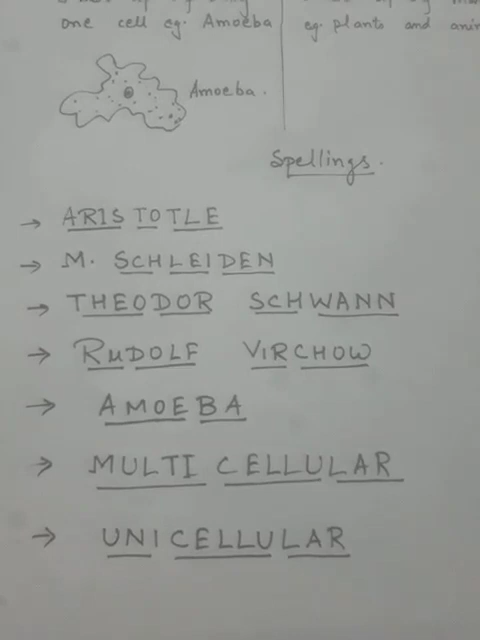 one cell eg. Amoeba
eg. plants and
Amoeba.
Spellings.
→ ARISTOTLE
→ M. SCHLEIDEN
→ THEODOR SCHWANN
→ RUDOLF VIRCHOW
→ AMOEBA
→ MULTI CELLULAR
→ UNICELLULAR